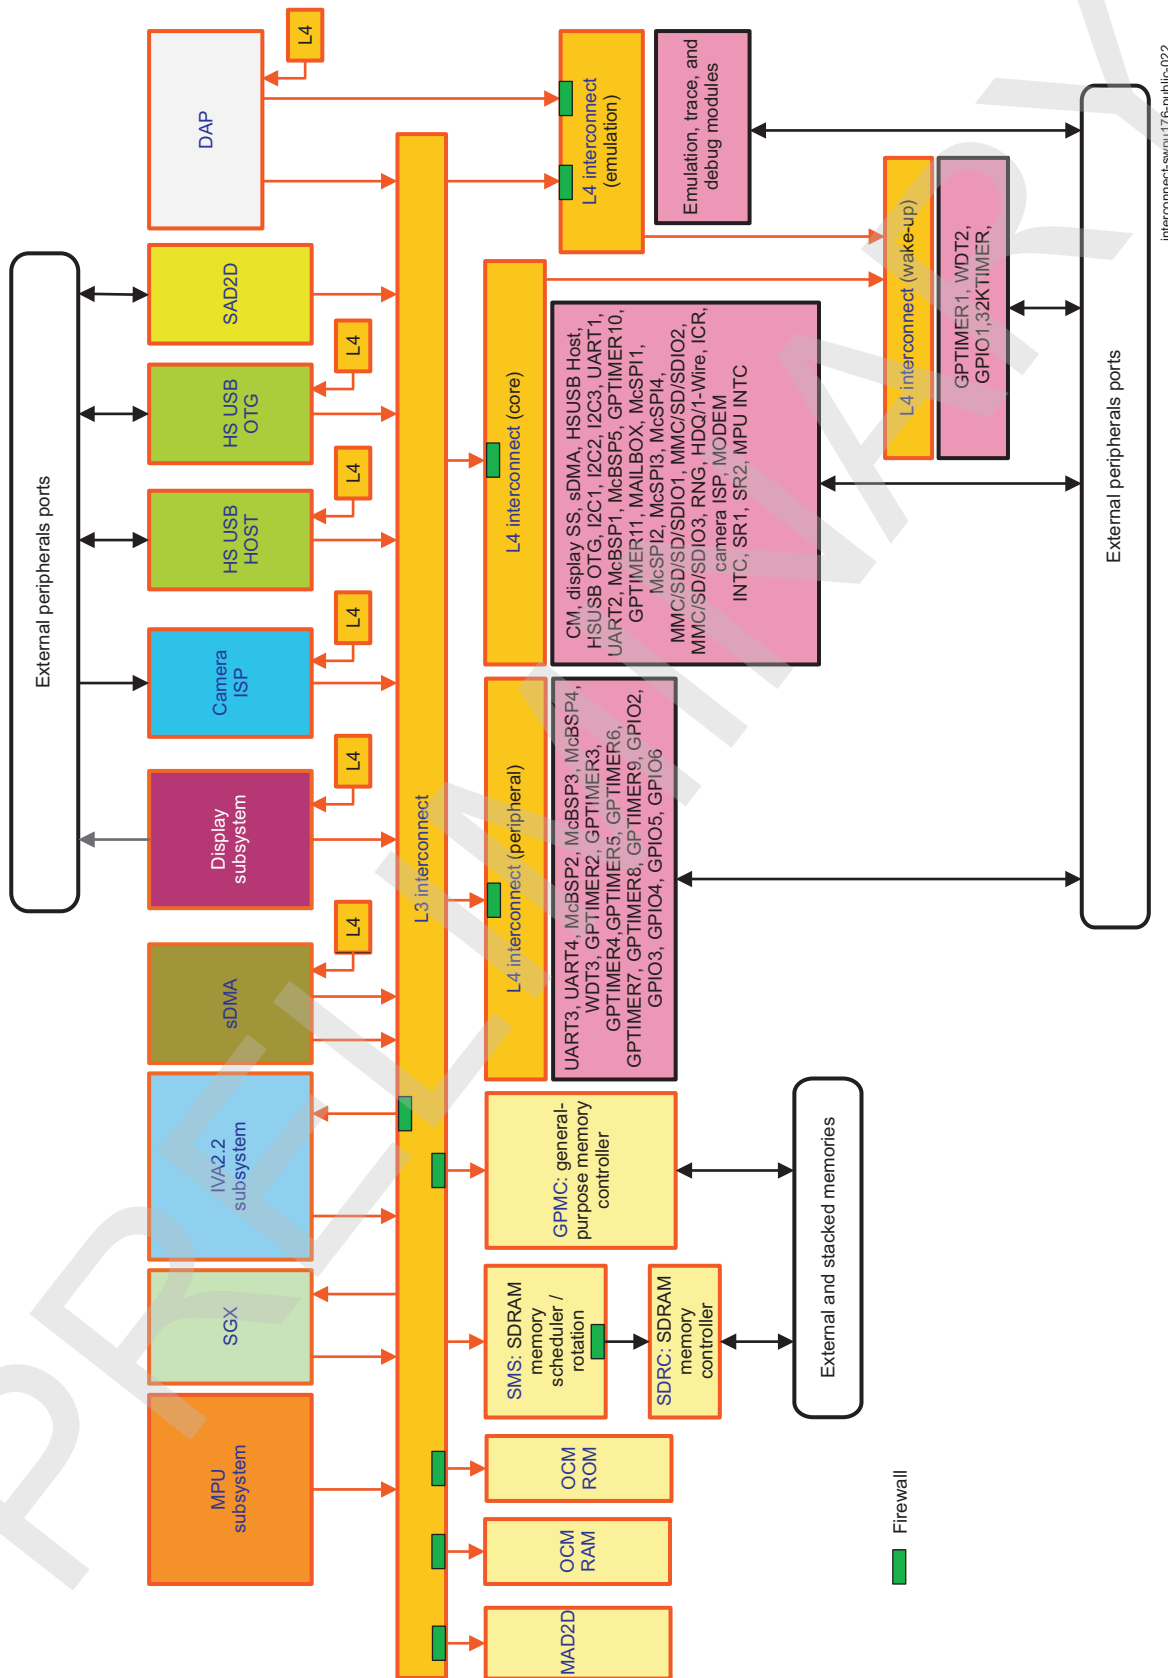 External peripherals ports
MPU
subsystem
SGX
IVA2.2
subsystem
sDMA
L4
Display
subsystem
L4
Camera
ISP
L4
HS USB
HOST
L4
HS USB
OTG
L4
SAD2D
DAP
L4
L3 interconnect
MAD2D
OCM
RAM
OCM
ROM
SMS: SDRAM
memory
scheduler /
rotation
SDRC: SDRAM
memory
controller
GPMC: general-
purpose memory
controller
External and stacked memories
L4 interconnect (peripheral)
UART3, UART4, McBSP2, McBSP3, McBSP4,
WDT3, GPTIMER2, GPTIMER3,
GPTIMER4,GPTIMER5, GPTIMER6,
GPTIMER7, GPTIMER8, GPTIMER9, GPIO2,
GPIO3, GPIO4, GPIO5, GPIO6
L4 interconnect (core)
CM, display SS, sDMA, HSUSB Host,
HSUSB OTG, I2C1, I2C2, I2C3, UART1,
UART2, McBSP1, McBSP5, GPTIMER10,
GPTIMER11, MAILBOX, McSPI1,
McSPI2, McSPI3, McSPI4,
MMC/SD/SDIO1, MMC/SD/SDIO2,
MMC/SD/SDIO3, RNG, HDQ/1-Wire, ICR,
camera ISP, MODEM
INTC, SR1, SR2, MPU INTC
L4 interconnect
(emulation)
Emulation, trace, and
debug modules
L4 interconnect (wake-up)
GPTIMER1, WDT2,
GPIO1,32KTIMER,
External peripherals ports
Firewall
interconnect-swpu176-public-022
PRELIMINARY